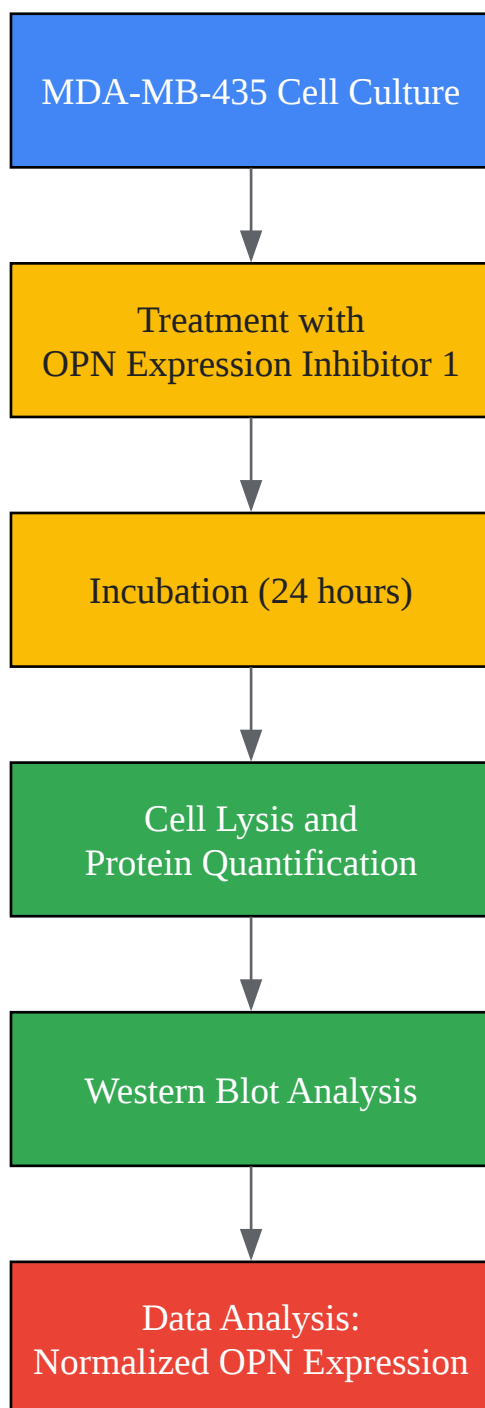 MDA-MB-435 Cell Culture
Treatment with
OPN Expression Inhibitor 1
Incubation (24 hours)
Cell Lysis and
Protein Quantification
Western Blot Analysis
Data Analysis:
Normalized OPN Expression